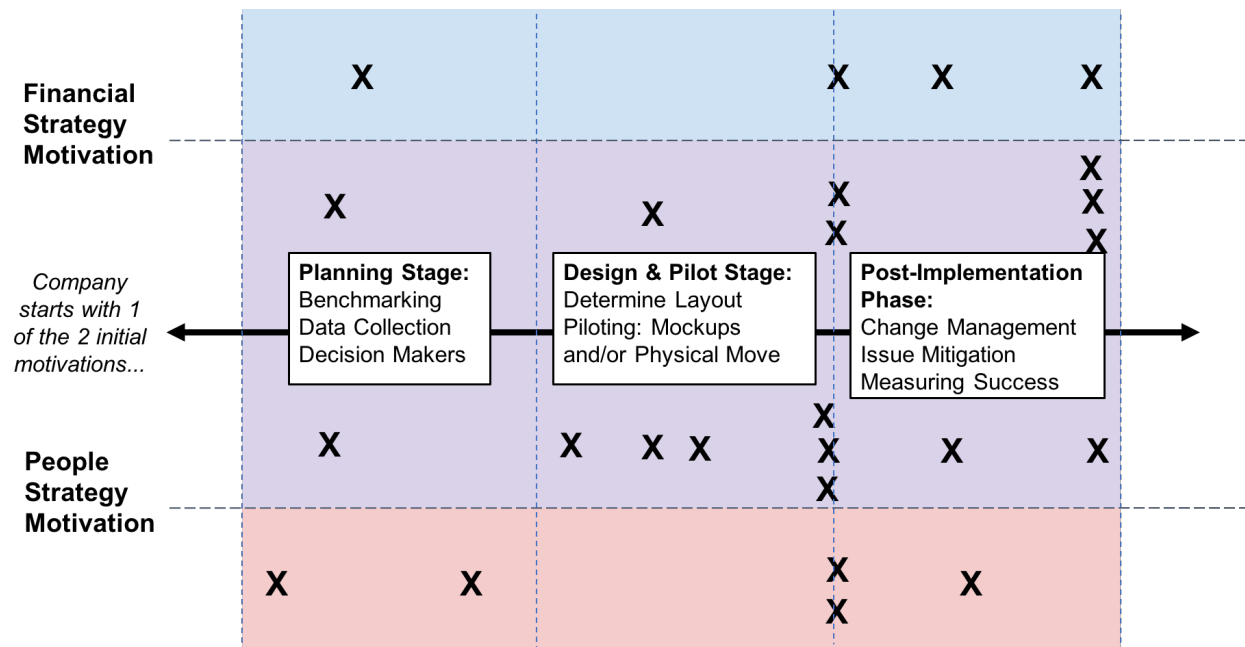 Financial
Strategy
Motivation
X
X
X
X
X
X
X
X
X
X
X
X
Company
starts with 1
of the 2 initial
motivations...
Planning Stage:
Benchmarking
Data Collection
Decision Makers
Design & Pilot Stage:
Determine Layout
Piloting: Mockups
and/or Physical Move
Post-Implementation
Phase:
Change Management
Issue Mitigation
Measuring Success
People
Strategy
Motivation
X
X
X
X
X
X
X
X
X
X
X
X
X
X